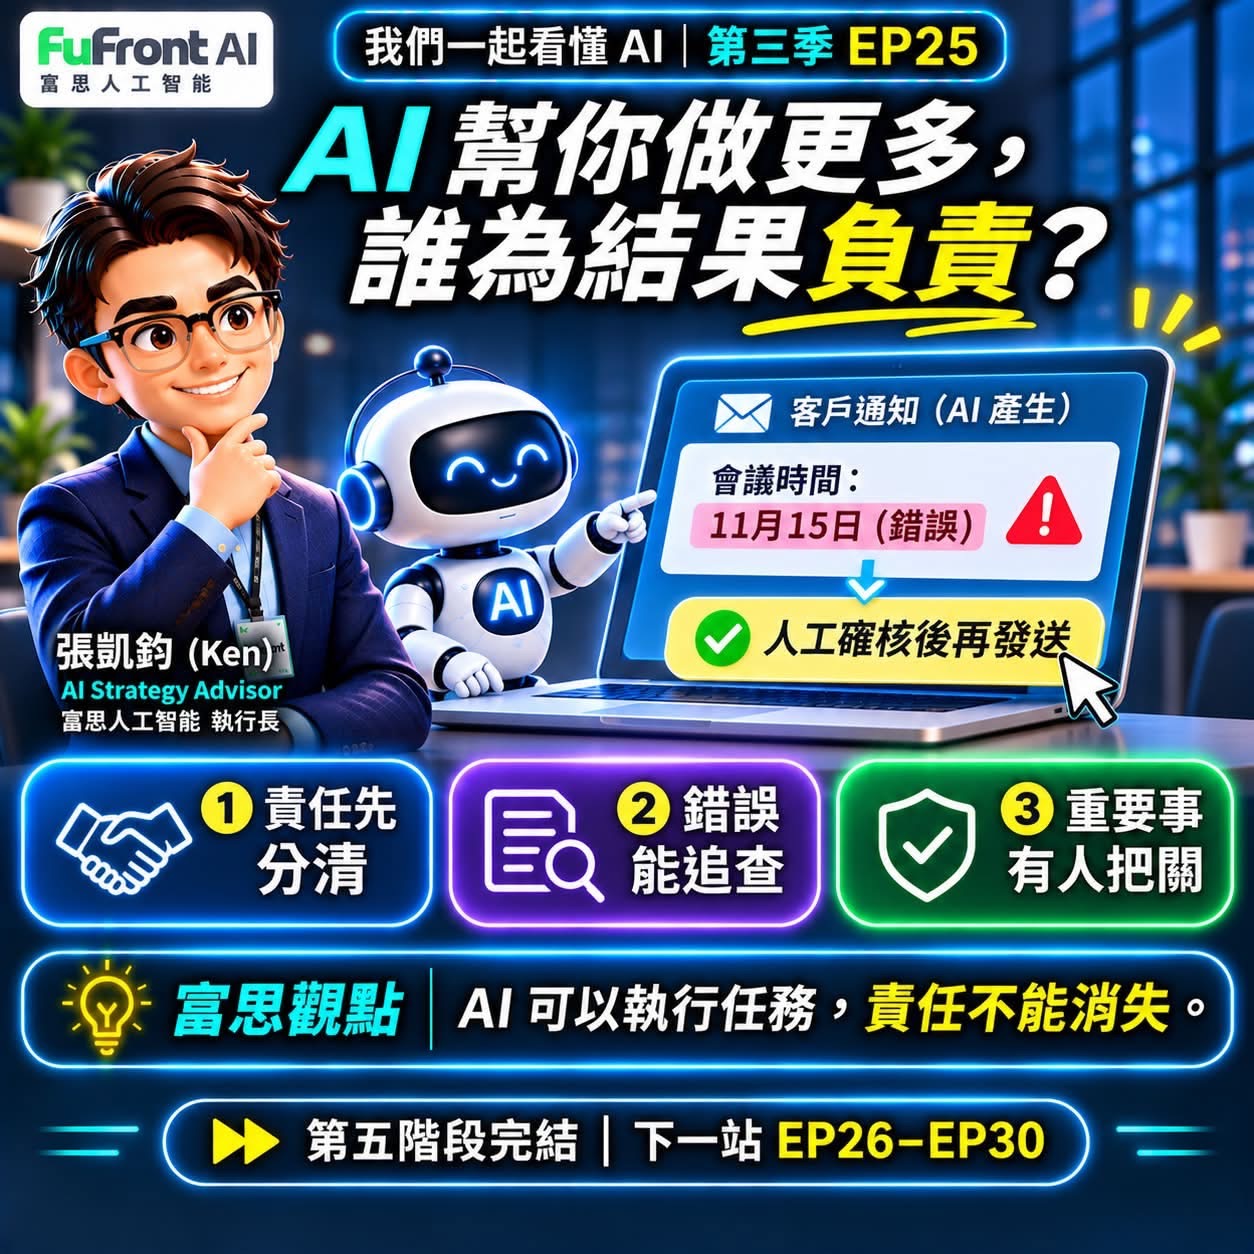 FuFront AI
富思人工智能
我們一起看懂 AI｜第三季 EP25
AI 幫你做更多，
誰為結果負責？
客戶通知（AI 產生）
會議時間：
11月15日 (錯誤)
人工確核後再發送
AI
張凱鈞 (Ken)
AI Strategy Advisor
富思人工智能 執行長
1 責任先
分清
2 錯誤
能追查
3 重要事
有人把關
富思觀點｜AI 可以執行任務，責任不能消失。
第五階段完結｜下一站 EP26–EP30